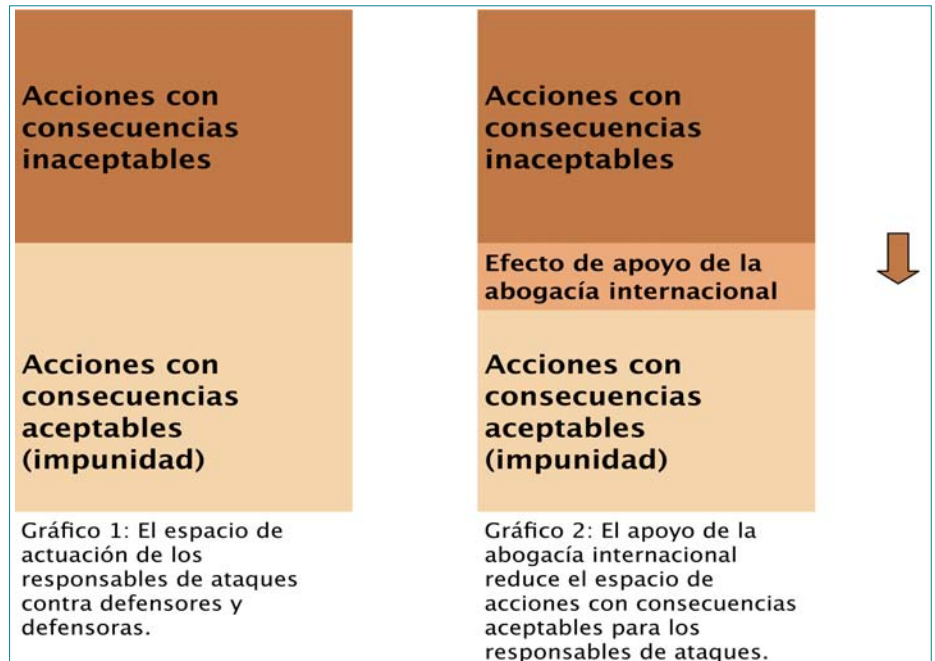 Acciones con
consecuencias
inaceptables
Acciones con
consecuencias
aceptables
(impunidad)
Gráfico 1: El espacio de
actuación de los
responsables de ataques
contra defensores y
defensoras.
Acciones con
consecuencias
inaceptables
Efecto de apoyo de la
abogacía internacional
Acciones con
consecuencias
aceptables
(impunidad)
Gráfico 2: El apoyo de la
abogacía internacional
reduce el espacio de
acciones con consecuencias
aceptables para los
responsables de ataques.